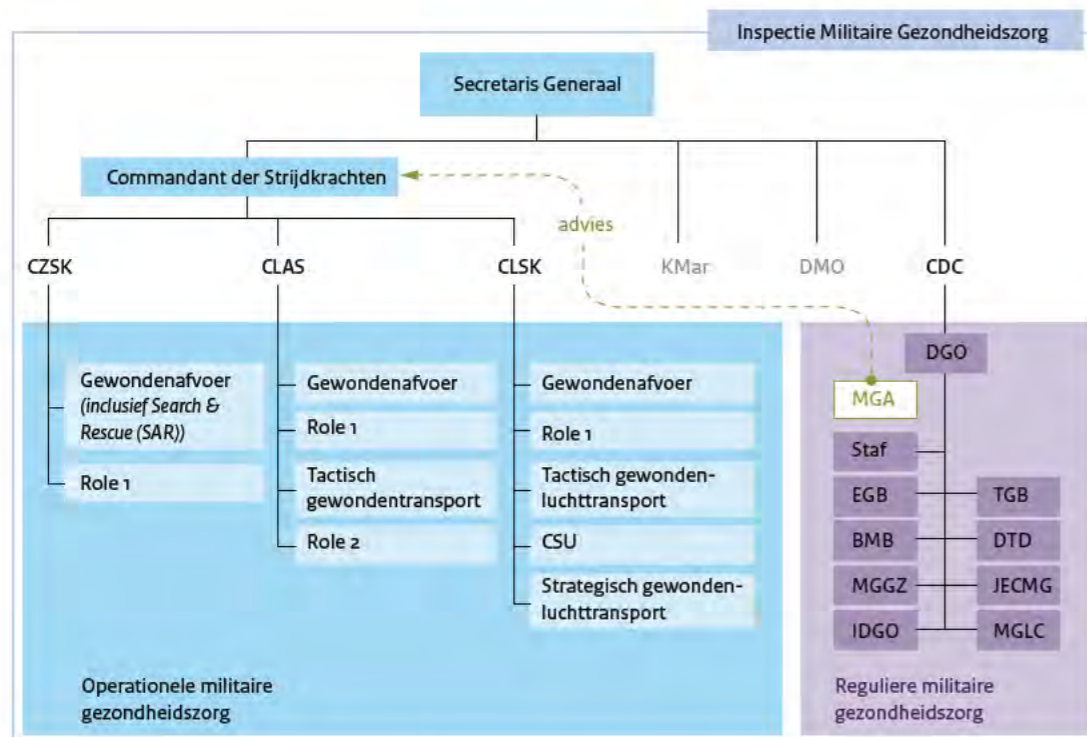 Inspectie Militaire Gezondheidszorg
Secretaris Generaal
Commandant der Strijdkrachten
advies
CZSK
CLAS
CLSK
KMar
DMO
CDC
Gewondenafvoer
(inclusief Search &
Rescue (SAR))
Role 1
Gewondenafvoer
Role 1
Tactisch
gewondentransport
Role 2
Gewondenafvoer
Role 1
Tactisch gewonden-
luchttransport
CSU
Strategisch gewonden-
luchttransport
Operationele militaire
gezondheidszorg
DGO
MGA
Staf
EGB
TGB
BMB
DTD
MGGZ
JECMG
IDGO
MGLC
Reguliere militaire
gezondheidszorg